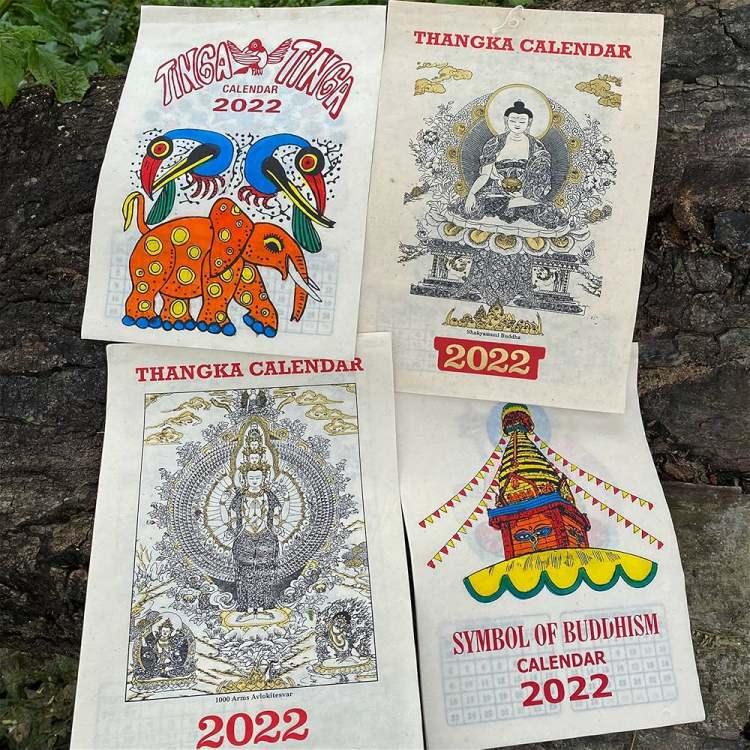 TINGA TINGA
CALENDAR
2022
THANGKA CALENDAR
Shakyamuni Buddha
2022
THANGKA CALENDAR
1000 Arms Avlokitesvar
2022
SYMBOL OF BUDDHISM
CALENDAR
2022